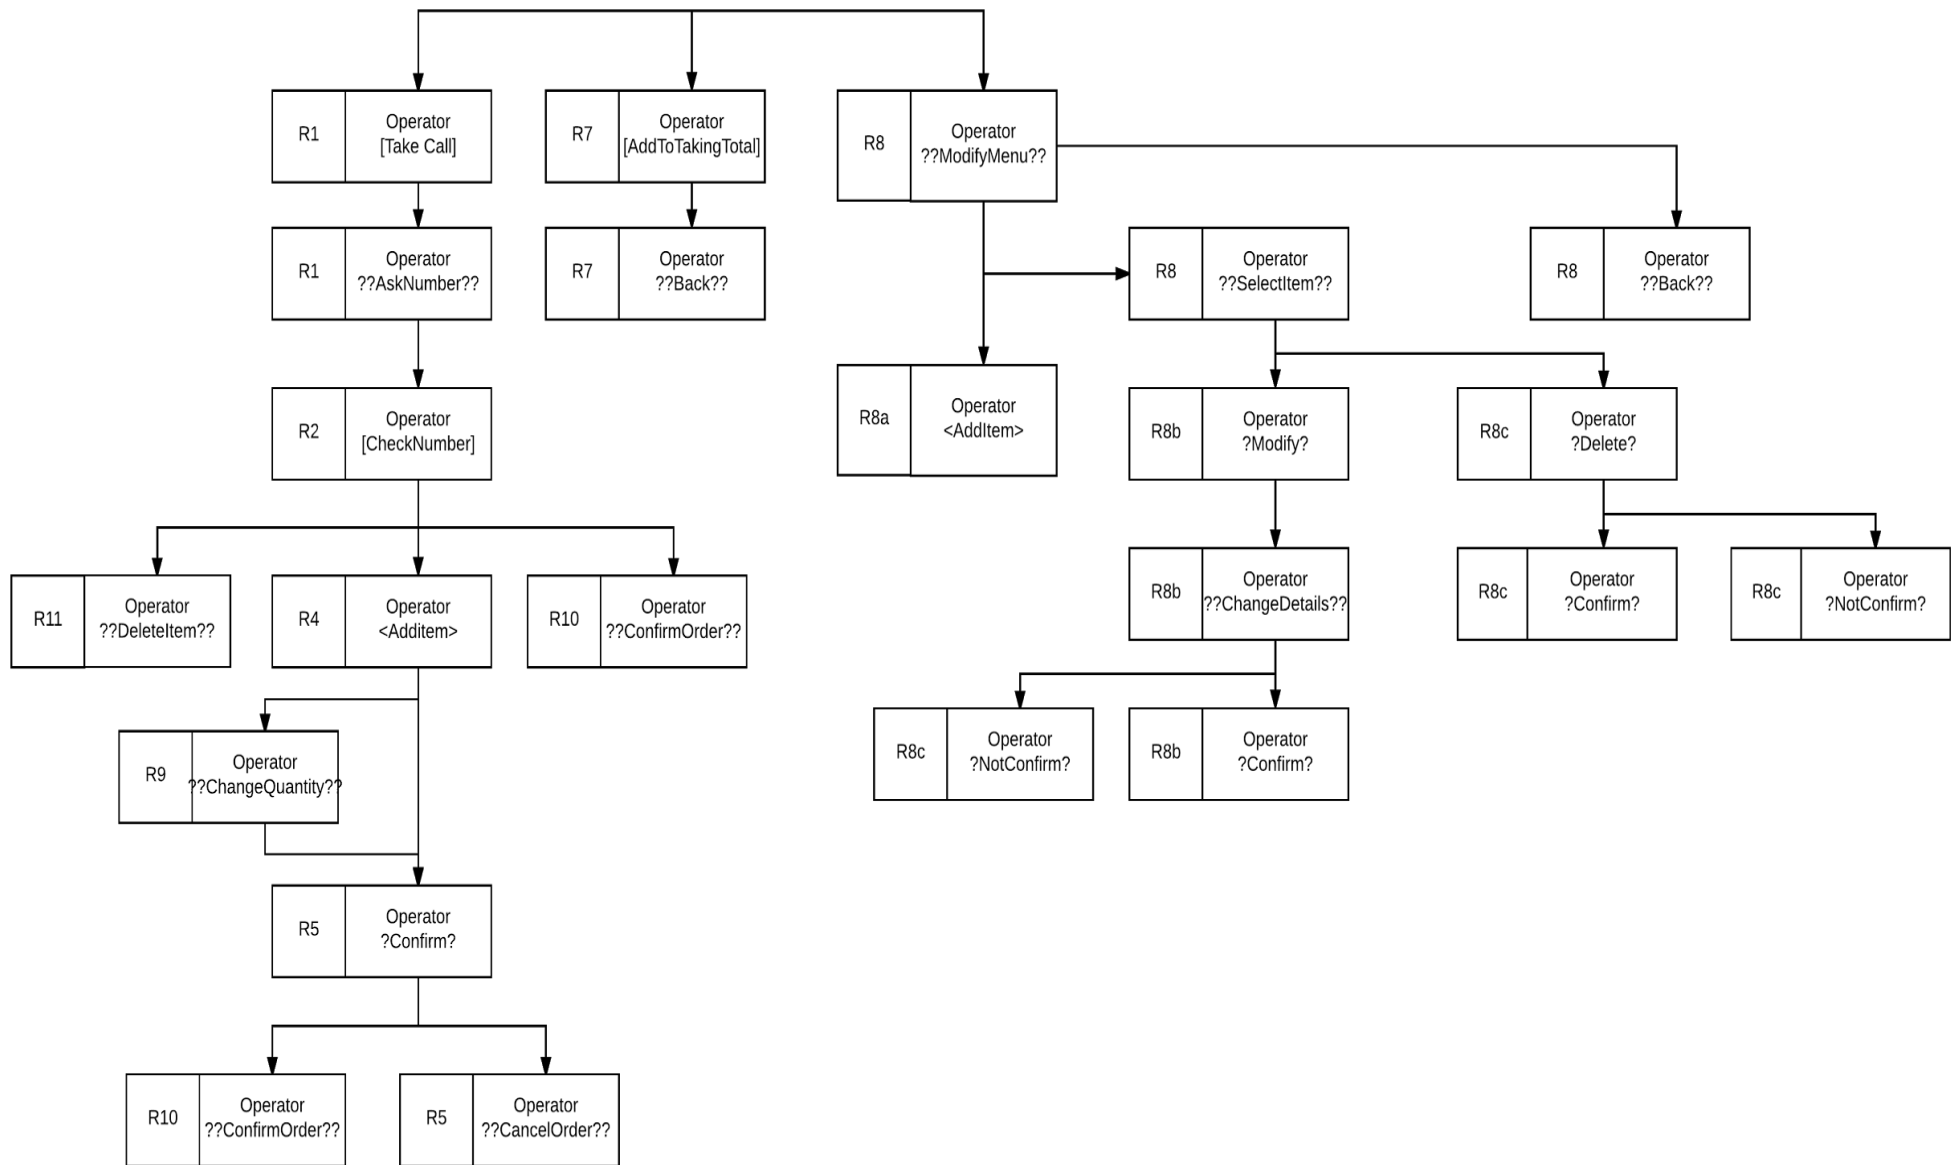 R1
Operator
[Take Call]
R7
Operator
[AddToTakingTotal]
R8
Operator
??ModifyMenu??
R1
Operator
??AskNumber??
R7
Operator
??Back??
R8
Operator
??SelectItem??
R8
Operator
??Back??
R2
Operator
[CheckNumber]
R8a
Operator
<AddItem>
R8b
Operator
?Modify?
R8c
Operator
?Delete?
R11
Operator
??DeleteItem??
R4
Operator
<Additem>
R10
Operator
??ConfirmOrder??
R8b
Operator
??ChangeDetails??
R8c
Operator
?Confirm?
R8c
Operator
?NotConfirm?
R9
Operator
??ChangeQuantity??
R8c
Operator
?NotConfirm?
R8b
Operator
?Confirm?
R5
Operator
?Confirm?
R10
Operator
??ConfirmOrder??
R5
Operator
??CancelOrder??